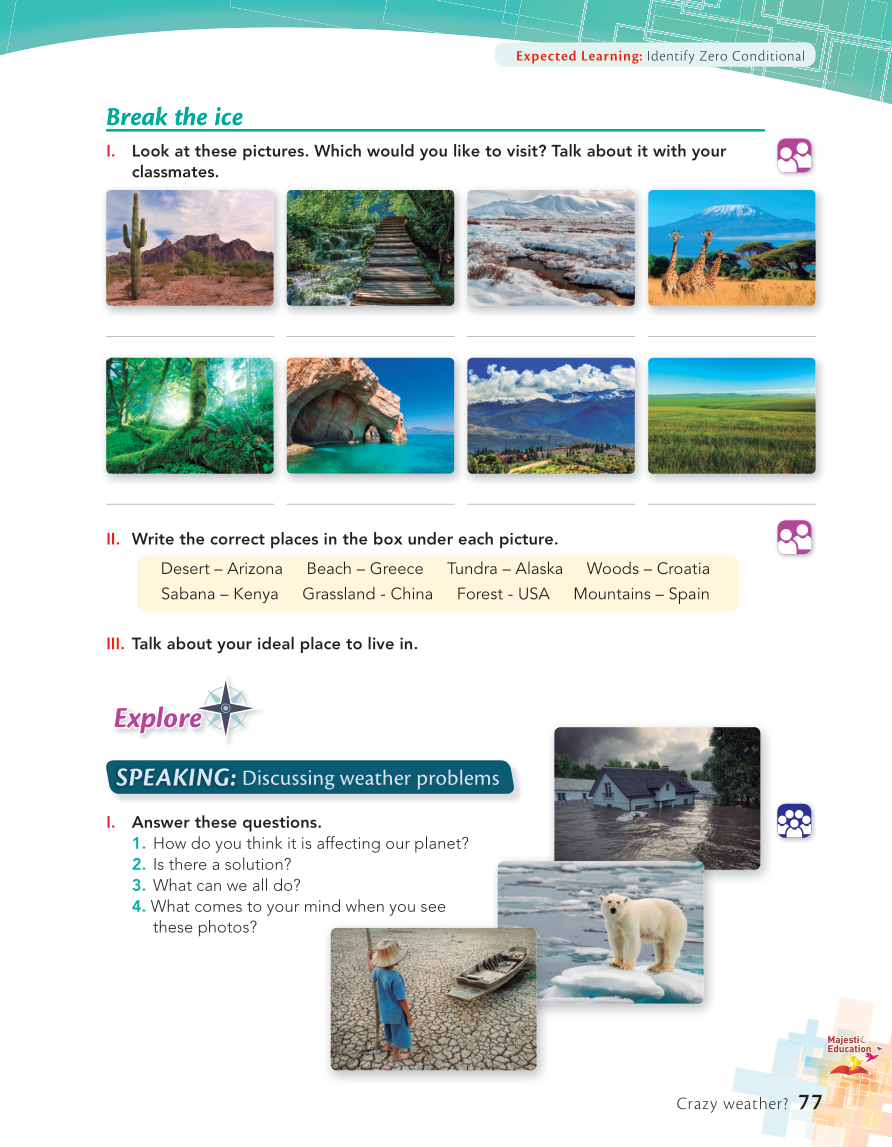 Expected Learning: Identify Zero Conditional
Break the ice
I. Look at these pictures. Which would you like to visit? Talk about it with your
classmates.
II. Write the correct places in the box under each picture.
Desert – Arizona Beach – Greece Tundra – Alaska Woods – Croatia
Sabana – Kenya Grassland - China Forest - USA Mountains – Spain
III. Talk about your ideal place to live in.
Explore
SPEAKING: Discussing weather problems
I. Answer these questions.
1. How do you think it is affecting our planet?
2. Is there a solution?
3. What can we all do?
4. What comes to your mind when you see
these photos?
Majestic
Education
Crazy weather? 77